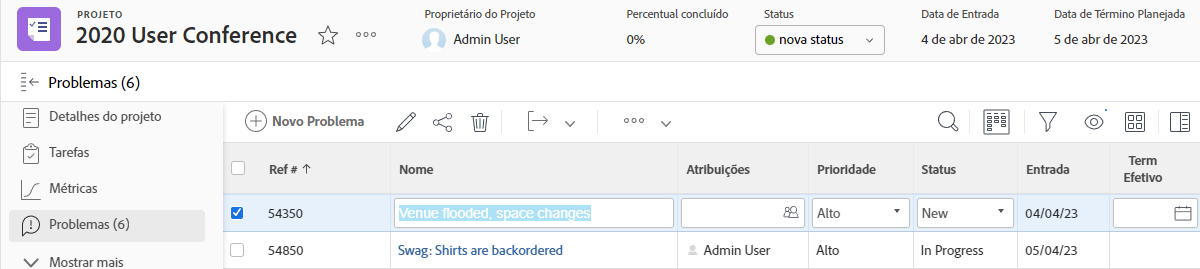 PROJETO
2020 User Conference
Proprietário do Projeto
Admin User
Percentual concluído
0%
Status
nova status
Data de Entrada
4 de abr de 2023
Data de Término Planejada
5 de abr de 2023
Problemas (6)
Detalhes do projeto
Tarefas
Métricas
Problemas (6)
Mostrar mais
Novo Problema
Ref # Nome Atribuições Prioridade Status Entrada Term Efetivo
54350 Venue flooded, space changes Alto New 04/04/23
54850 Swag: Shirts are backordered Admin User Alto In Progress 05/04/23